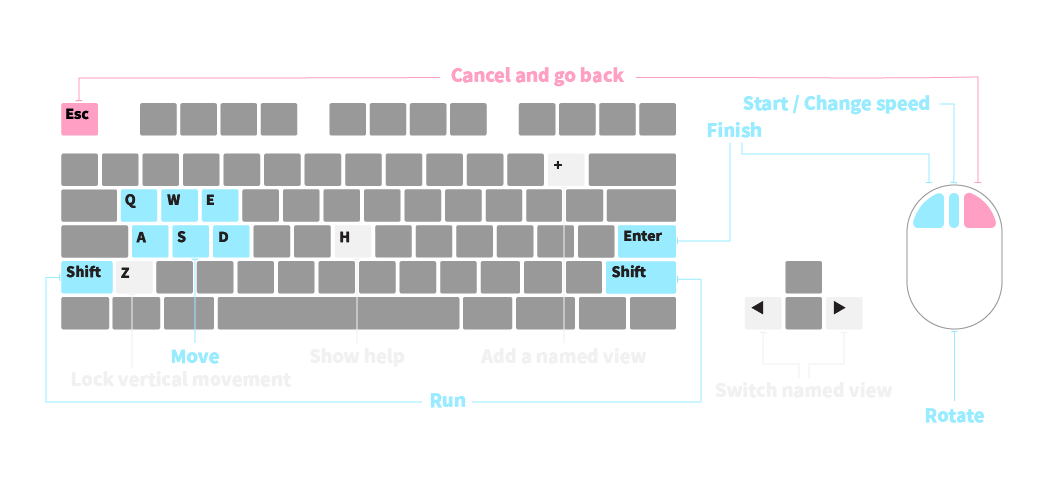 Cancel and go back
Esc
Start / Change speed
Finish
+
Q W E
A S D H Enter
Shift Z Shift
◀ ▶
Move
Show help
Add a named view
Lock vertical movement
Switch named view
Run
Rotate